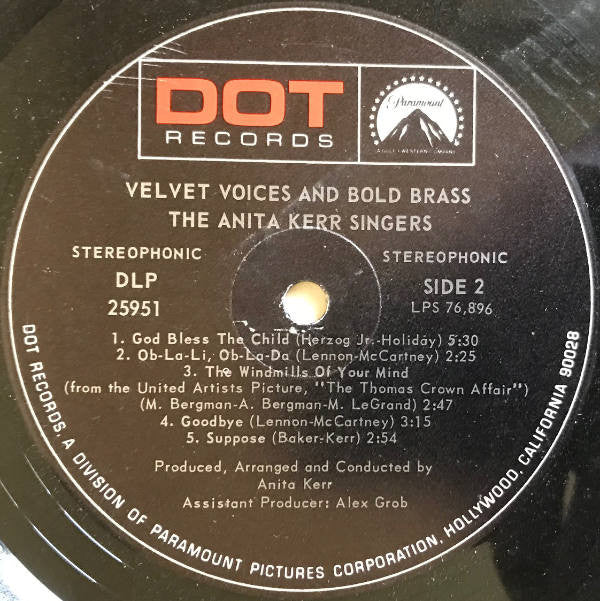 DOT
RECORDS
Paramount
A GULF + WESTERN COMPANY
VELVET VOICES AND BOLD BRASS
THE ANITA KERR SINGERS
STEREOPHONIC
DLP
25951
STEREOPHONIC
SIDE 2
LPS 76,896
1. God Bless The Child (Herzog Jr.-Holiday) 5:30
2. Ob-La-Li, Ob-La-Da (Lennon-McCartney) 2:25
3. The Windmills Of Your Mind
(from the United Artists Picture, "The Thomas Crown Affair")
(M. Bergman-A. Bergman-M. LeGrand) 2:47
4. Goodbye (Lennon-McCartney) 3:15
5. Suppose (Baker-Kerr) 2:54
Produced, Arranged and Conducted by
Anita Kerr
Assistant Producer: Alex Grob
DOT RECORDS, A DIVISION OF PARAMOUNT PICTURES CORPORATION, HOLLYWOOD, CALIFORNIA 90028